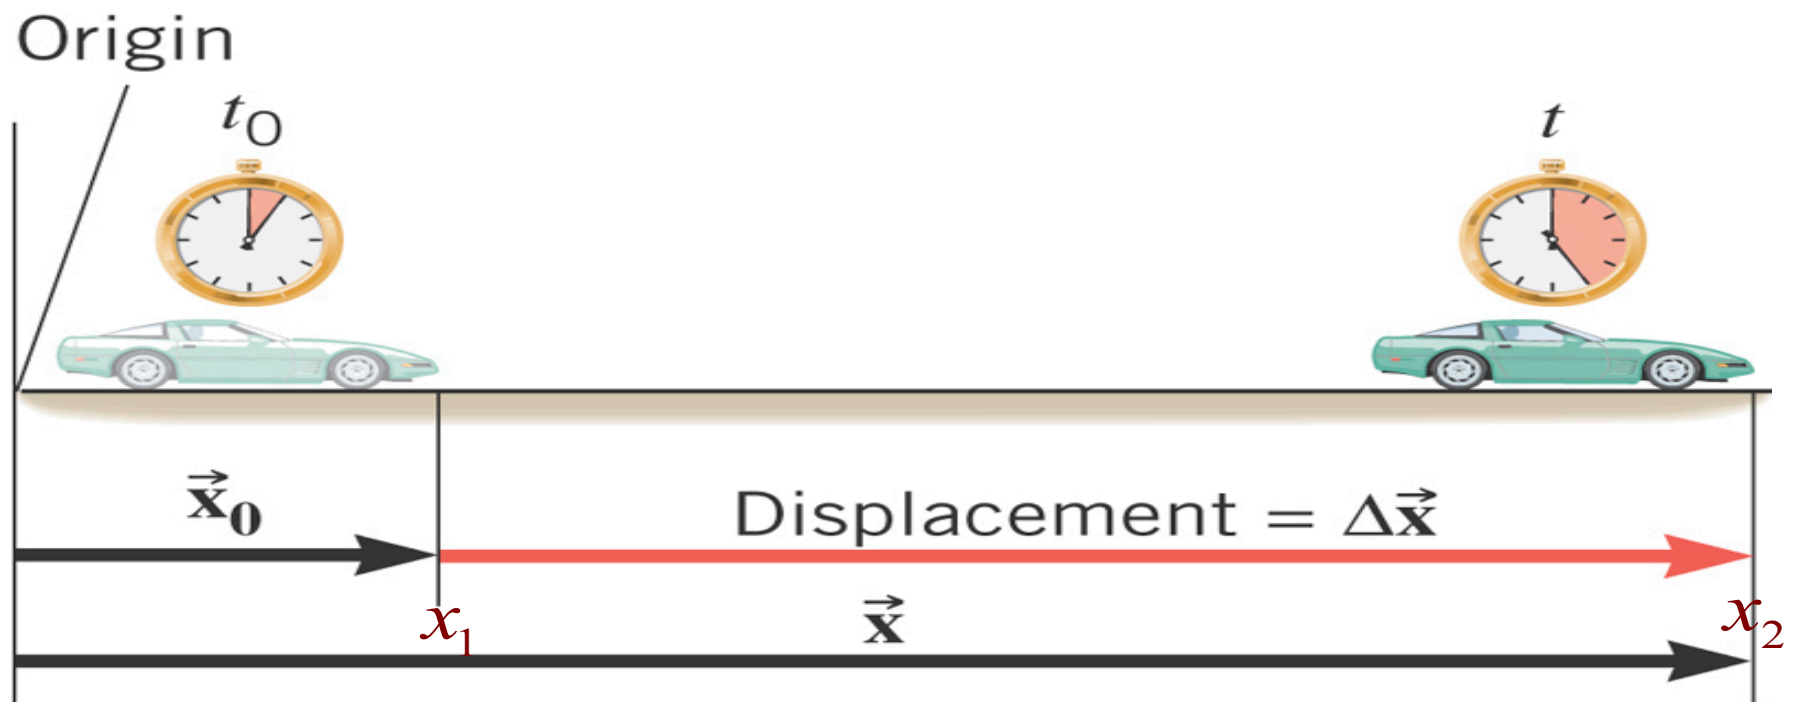 Origin
t₀
t
x⃗₀
Displacement = Δx⃗
x₁
x⃗
x₂